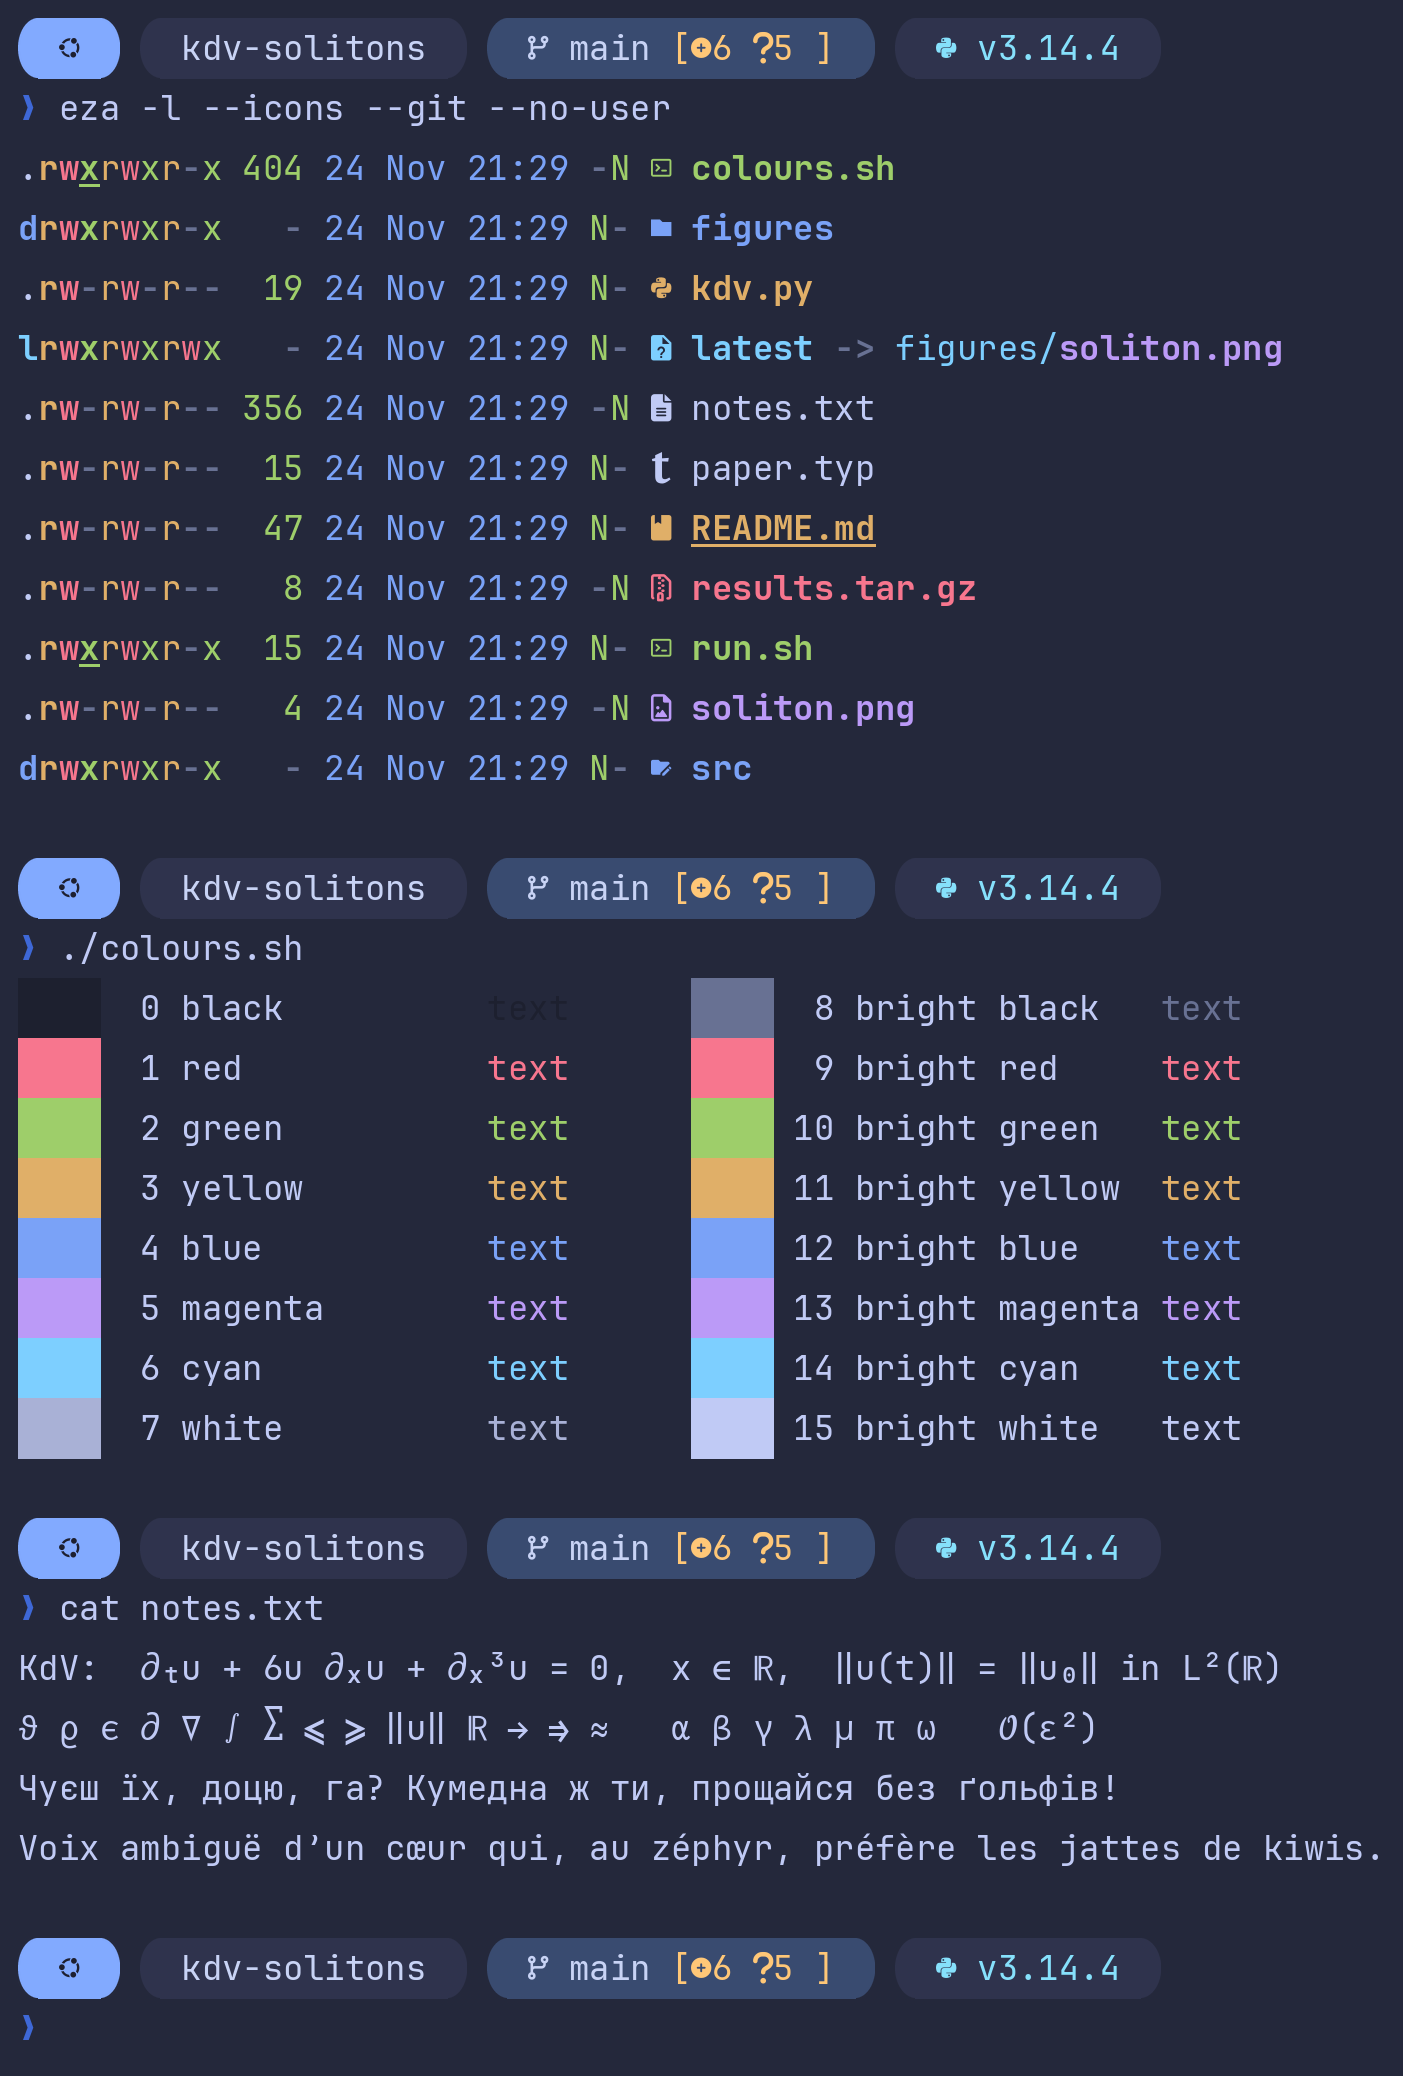 kdv-solitons main [6 ?5 ] v3.14.4
❱ eza -l --icons --git --no-user
.rwxrwxr-x 404 24 Nov 21:29 -N colours.sh
drwxrwxr-x - 24 Nov 21:29 N- figures
.rw-rw-r-- 19 24 Nov 21:29 N- kdv.py
lrwxrwxrwx - 24 Nov 21:29 N- latest -> figures/soliton.png
.rw-rw-r-- 356 24 Nov 21:29 -N notes.txt
.rw-rw-r-- 15 24 Nov 21:29 N- paper.typ
.rw-rw-r-- 47 24 Nov 21:29 N- README.md
.rw-rw-r-- 8 24 Nov 21:29 -N results.tar.gz
.rwxrwxr-x 15 24 Nov 21:29 N- run.sh
.rw-rw-r-- 4 24 Nov 21:29 -N soliton.png
drwxrwxr-x - 24 Nov 21:29 N- src
kdv-solitons main [6 ?5 ] v3.14.4
❱ ./colours.sh
0 black text 8 bright black text
1 red text 9 bright red text
2 green text 10 bright green text
3 yellow text 11 bright yellow text
4 blue text 12 bright blue text
5 magenta text 13 bright magenta text
6 cyan text 14 bright cyan text
7 white text 15 bright white text
kdv-solitons main [6 ?5 ] v3.14.4
❱ cat notes.txt
KdV: ∂ₜu + 6u ∂ₓu + ∂ₓ³u = 0, x ∈ ℝ, ‖u(t)‖ = ‖u₀‖ in L²(ℝ)
ϑ ϱ ϵ ∂ ∇ ∫ ∑ ⩽ ⩾ ‖u‖ ℝ → ⇒ ≈ α β γ λ μ π ω 𝒪(ε²)
Чуєш їх, доцю, га? Кумедна ж ти, прощайся без ґольфів!
Voix ambiguë d’un cœur qui, au zéphyr, préfère les jattes de kiwis.
kdv-solitons main [6 ?5 ] v3.14.4
❱